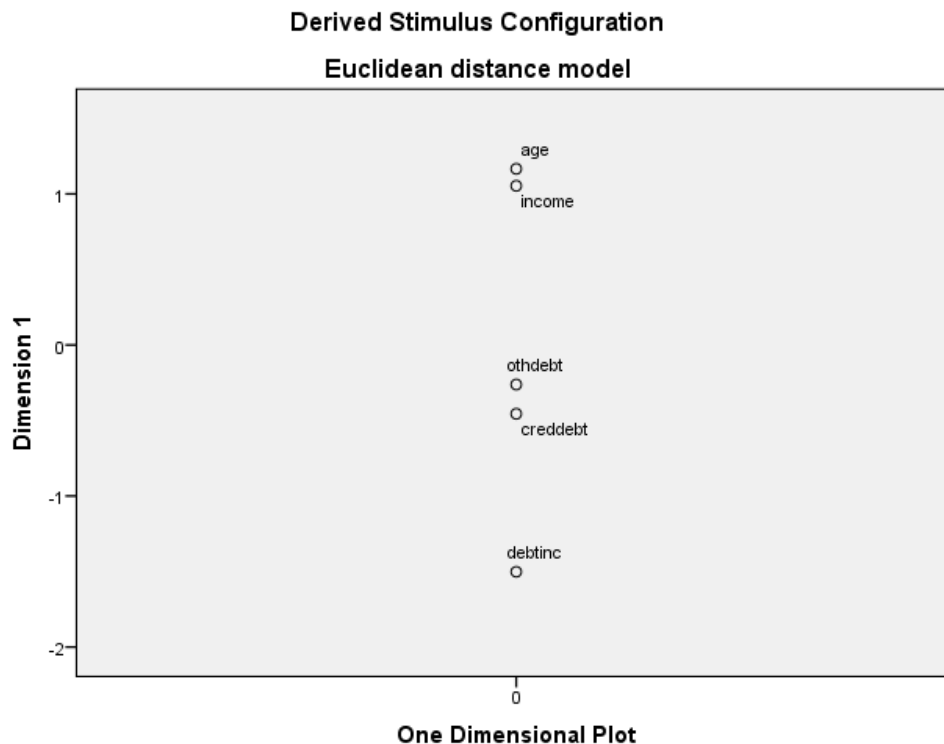 Derived Stimulus Configuration
Euclidean distance model
age
1
income
0
othdebt
creddebt
Dimension 1
-1
debtinc
-2
0
One Dimensional Plot